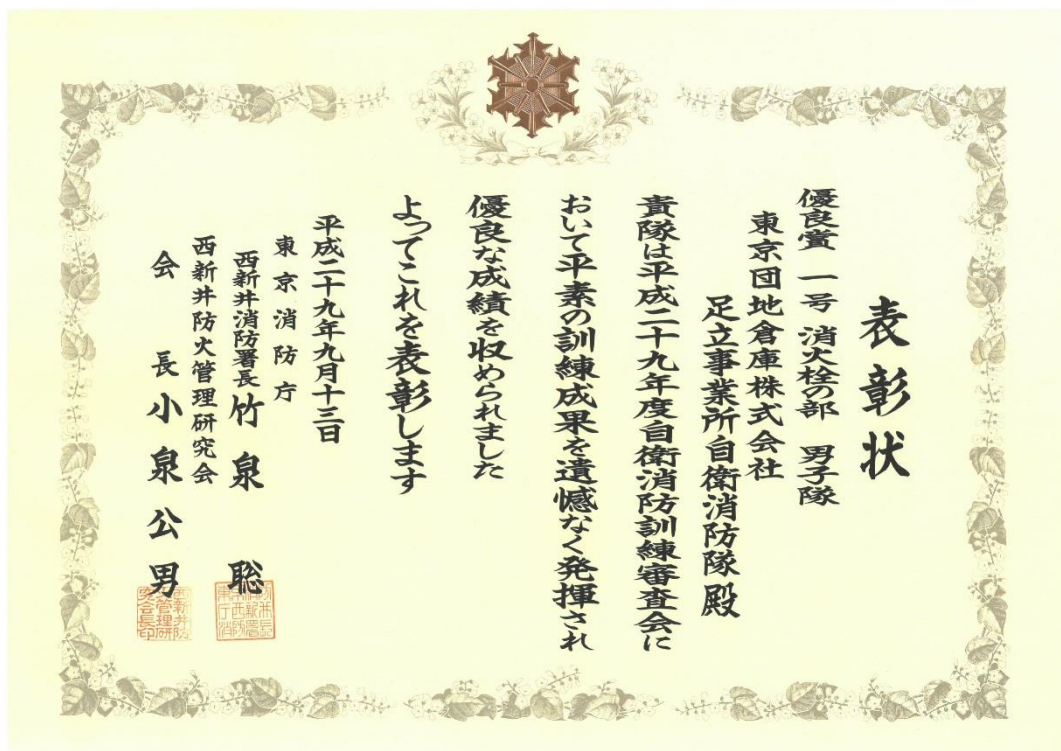 表彰状
優良賞 一号 消火栓の部 男子隊
東京団地倉庫株式会社
足立事業所自衛消防隊殿
貴隊は平成二十九年度自衛消防訓練審査会に
おいて平素の訓練成果を遺憾なく発揮され
優良な成績を収められました
よってこれを表彰します
平成二十九年九月十三日
東京消防庁
西新井消防署長 竹泉 聡
西新井防火管理研究会
会長 小泉公男